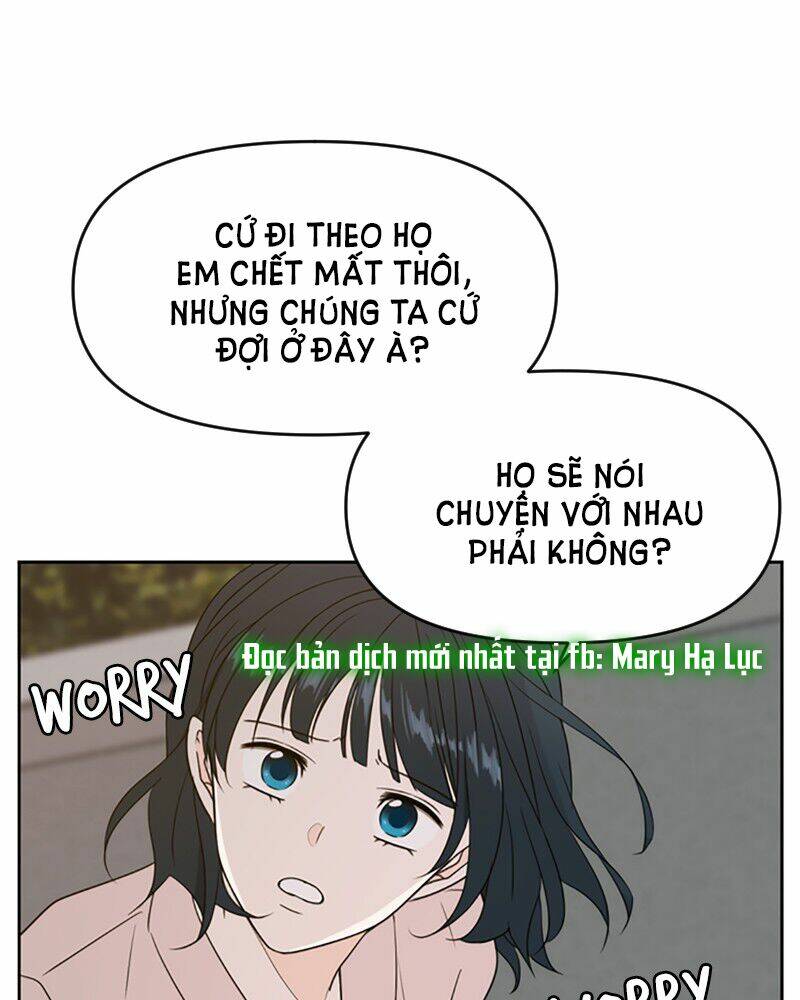 CỨ ĐI THEO HỌ
EM CHẾT MẤT THÔI,
NHƯNG CHÚNG TA CỨ
ĐỢI Ở ĐÂY À?
HỌ SẼ NÓI
CHUYỆN VỚI NHAU
PHẢI KHÔNG?
Đọc bản dịch mới nhất tại fb: Mary Hạ Lục
WORRY
WORRY